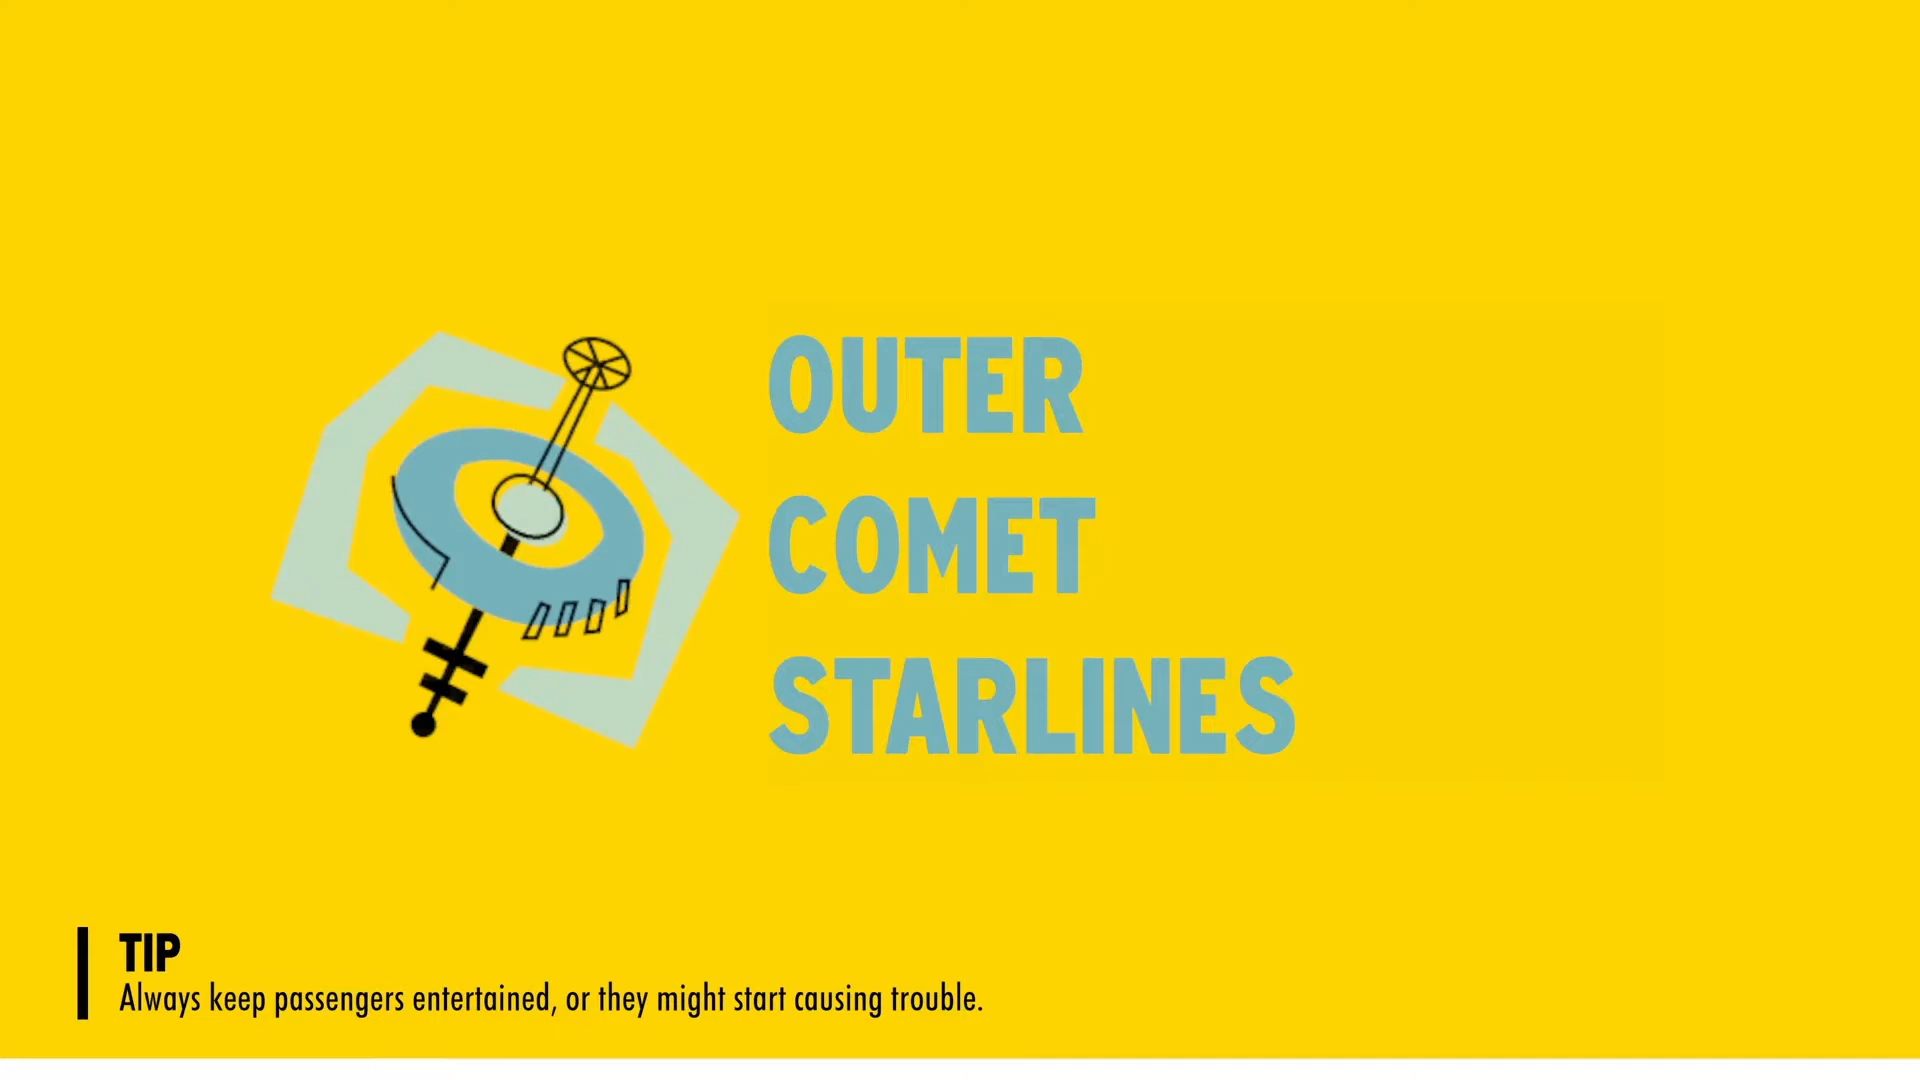 OUTER
COMET
STARLINES
TIP
Always keep passengers entertained, or they might start causing trouble.